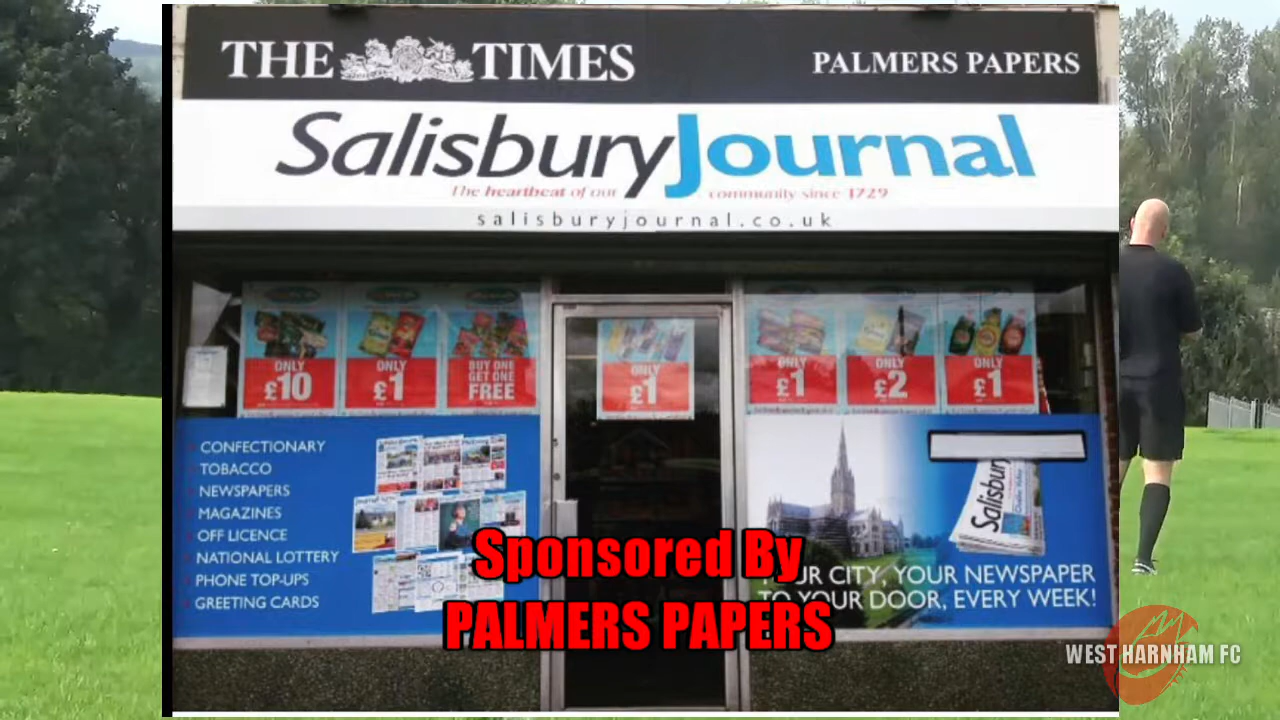 THE TIMES
PALMERS PAPERS
Salisbury Journal
The heartbeat of our community since 1729
salisburyjournal.co.uk
ONLY
£10
ONLY
£1
BUY ONE
GET ONE
FREE
ONLY
£1
ONLY
£1
ONLY
£2
ONLY
£1
CONFECTIONARY
TOBACCO
NEWSPAPERS
MAGAZINES
OFF LICENCE
NATIONAL LOTTERY
PHONE TOP-UPS
GREETING CARDS
Salisbury
CITY, YOUR NEWSPAPER
TO YOUR DOOR, EVERY WEEK!
Sponsored By
PALMERS PAPERS
WEST HARNHAM FC